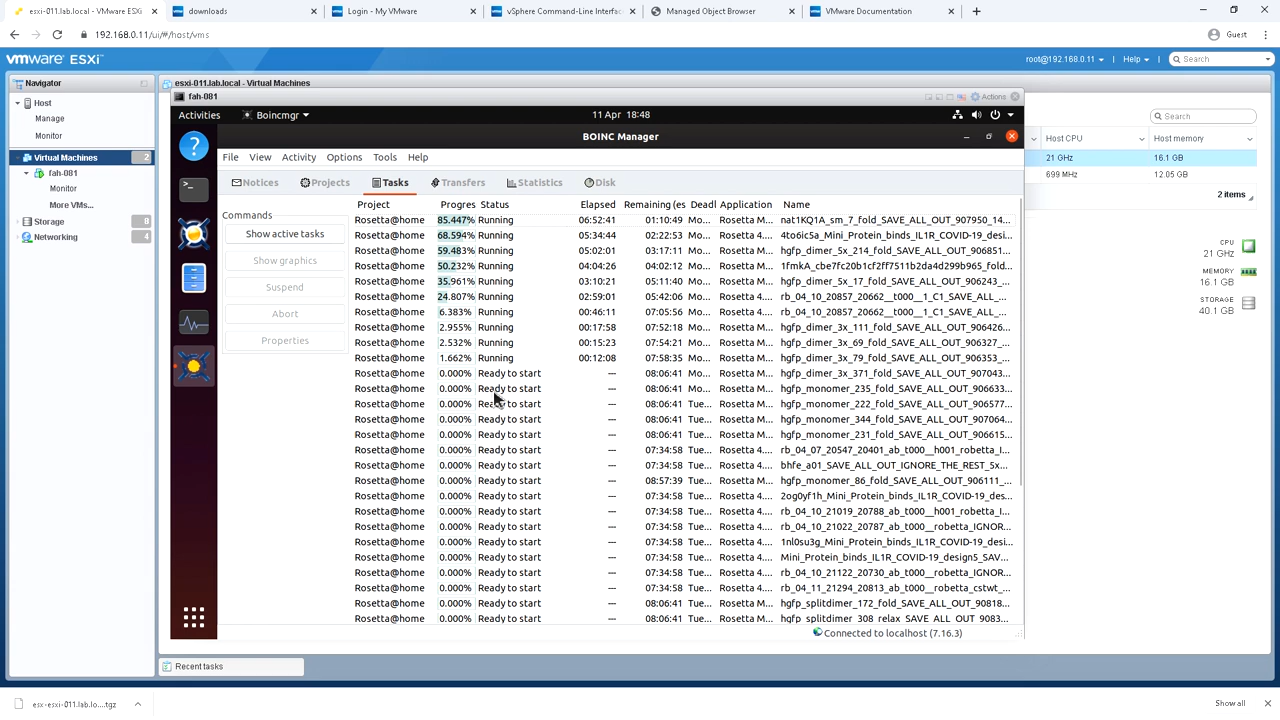 esxi-011.lab.local - VMware ESXi
downloads
Login - My VMware
vSphere Command-Line Interfac
Managed Object Browser
VMware Documentation
192.168.0.11/ui/#/host/vms
Guest
vmware ESXi
root@192.168.0.11
Help
Search
Navigator
esxi-011.lab.local - Virtual Machines
Host
Manage
Monitor
Virtual Machines 2
fah-081
Monitor
More VMs...
Storage 8
Networking 4
fah-081
Actions
Activities
Boincmgr
11 Apr 18:48
BOINC Manager
File View Activity Options Tools Help
Notices Projects Tasks Transfers Statistics Disk
Commands
Show active tasks
Show graphics
Suspend
Abort
Properties
Project Progres Status Elapsed Remaining (es Deadl Application Name
Rosetta@home 85.447% Running 06:52:41 01:10:49 Mo... Rosetta M... nat1KQ1A_sm_7_fold_SAVE_ALL_OUT_907950_14...
Rosetta@home 68.594% Running 05:34:44 02:22:53 Mo... Rosetta 4.... 4to6ic5a_Mini_Protein_binds_IL1R_COVID-19_desi...
Rosetta@home 59.483% Running 05:02:01 03:17:11 Mo... Rosetta M... hgfp_dimer_5x_214_fold_SAVE_ALL_OUT_906851...
Rosetta@home 50.232% Running 04:04:26 04:02:12 Mo... Rosetta M... 1fmkA_cbe7fc20b1cf2ff7511b2da4d299b965_fold...
Rosetta@home 35.961% Running 03:10:21 05:11:40 Mo... Rosetta M... hgfp_dimer_5x_17_fold_SAVE_ALL_OUT_906243_...
Rosetta@home 24.807% Running 02:59:01 05:42:06 Mo... Rosetta M... rb_04_10_20857_20662__t000__1_C1_SAVE_ALL_...
Rosetta@home 6.383% Running 00:46:11 07:05:56 Mo... Rosetta M... rb_04_10_20857_20662__t000__1_C1_SAVE_ALL_...
Rosetta@home 2.955% Running 00:17:58 07:52:18 Mo... Rosetta M... hgfp_dimer_3x_111_fold_SAVE_ALL_OUT_906426...
Rosetta@home 2.532% Running 00:15:23 07:54:21 Mo... Rosetta M... hgfp_dimer_3x_69_fold_SAVE_ALL_OUT_906327_...
Rosetta@home 1.662% Running 00:12:08 07:58:35 Mo... Rosetta M... hgfp_dimer_3x_79_fold_SAVE_ALL_OUT_906353_...
Rosetta@home 0.000% Ready to start --- 08:06:41 Mo... Rosetta M... hgfp_dimer_3x_371_fold_SAVE_ALL_OUT_907043...
Rosetta@home 0.000% Ready to start --- 08:06:41 Mo... Rosetta M... hgfp_monomer_235_fold_SAVE_ALL_OUT_906633...
Rosetta@home 0.000% Ready to start --- 08:06:41 Tue... Rosetta M... hgfp_monomer_222_fold_SAVE_ALL_OUT_906577...
Rosetta@home 0.000% Ready to start --- 08:06:41 Tue... Rosetta M... hgfp_monomer_344_fold_SAVE_ALL_OUT_907064...
Rosetta@home 0.000% Ready to start --- 08:06:41 Tue... Rosetta M... hgfp_monomer_231_fold_SAVE_ALL_OUT_906615...
Rosetta@home 0.000% Ready to start --- 07:34:58 Tue... Rosetta 4.... rb_04_07_20547_20401_ab_t000__h001_robetta_I...
Rosetta@home 0.000% Ready to start --- 07:34:58 Tue... Rosetta 4.... bhfe_a01_SAVE_ALL_OUT_IGNORE_THE_REST_5x...
Rosetta@home 0.000% Ready to start --- 08:57:39 Tue... Rosetta M... hgfp_monomer_86_fold_SAVE_ALL_OUT_906111_...
Rosetta@home 0.000% Ready to start --- 07:34:58 Tue... Rosetta 4.... 2og0yf1h_Mini_Protein_binds_IL1R_COVID-19_des...
Rosetta@home 0.000% Ready to start --- 07:34:58 Tue... Rosetta 4.... rb_04_10_21019_20788_ab_t000__h001_robetta_I...
Rosetta@home 0.000% Ready to start --- 07:34:58 Tue... Rosetta 4.... rb_04_10_21022_20787_ab_t000__robetta_IGNOR...
Rosetta@home 0.000% Ready to start --- 07:34:58 Tue... Rosetta 4.... 1nl0su3g_Mini_Protein_binds_IL1R_COVID-19_desi...
Rosetta@home 0.000% Ready to start --- 07:34:58 Tue... Rosetta 4.... Mini_Protein_binds_IL1R_COVID-19_design5_SAV...
Rosetta@home 0.000% Ready to start --- 07:34:58 Tue... Rosetta 4.... rb_04_10_21122_20730_ab_t000__robetta_IGNOR...
Rosetta@home 0.000% Ready to start --- 07:34:58 Tue... Rosetta 4.... rb_04_11_21294_20813_ab_t000__robetta_cstwt_...
Rosetta@home 0.000% Ready to start --- 08:06:41 Tue... Rosetta M... hgfp_splitdimer_172_fold_SAVE_ALL_OUT_90818...
Rosetta@home 0.000% Ready to start --- 08:06:41 Tue... Rosetta M... hgfp_splitdimer_308_relax_SAVE_ALL_OUT_9083...
Connected to localhost (7.16.3)
Search
Host CPU Host memory
21 GHz 16.1 GB
699 MHz 12.05 GB
2 items
CPU
21 GHz
MEMORY
16.1 GB
STORAGE
40.1 GB
Recent tasks
esx-esxi-011.lab.lo....tgz
Show all